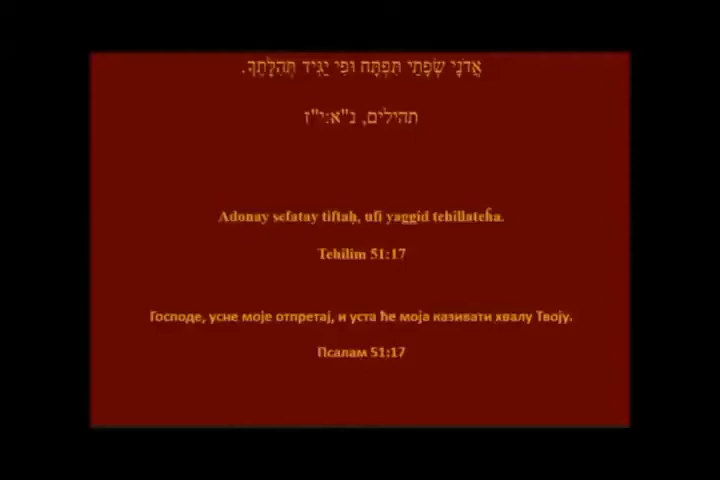 אֲדֹנָי שְׂפָתַי תִּפְתָּח וּפִי יַגִּיד תְּהִלָּתֶךָ.
תהילים, נ"א:י"ז
Adonay sefatay tiftaḥ, ufi yaggid tehillateĥa.
Tehilim 51:17
Господе, усне моје отпретај, и уста ће моја казивати хвалу Твоју.
Псалам 51:17